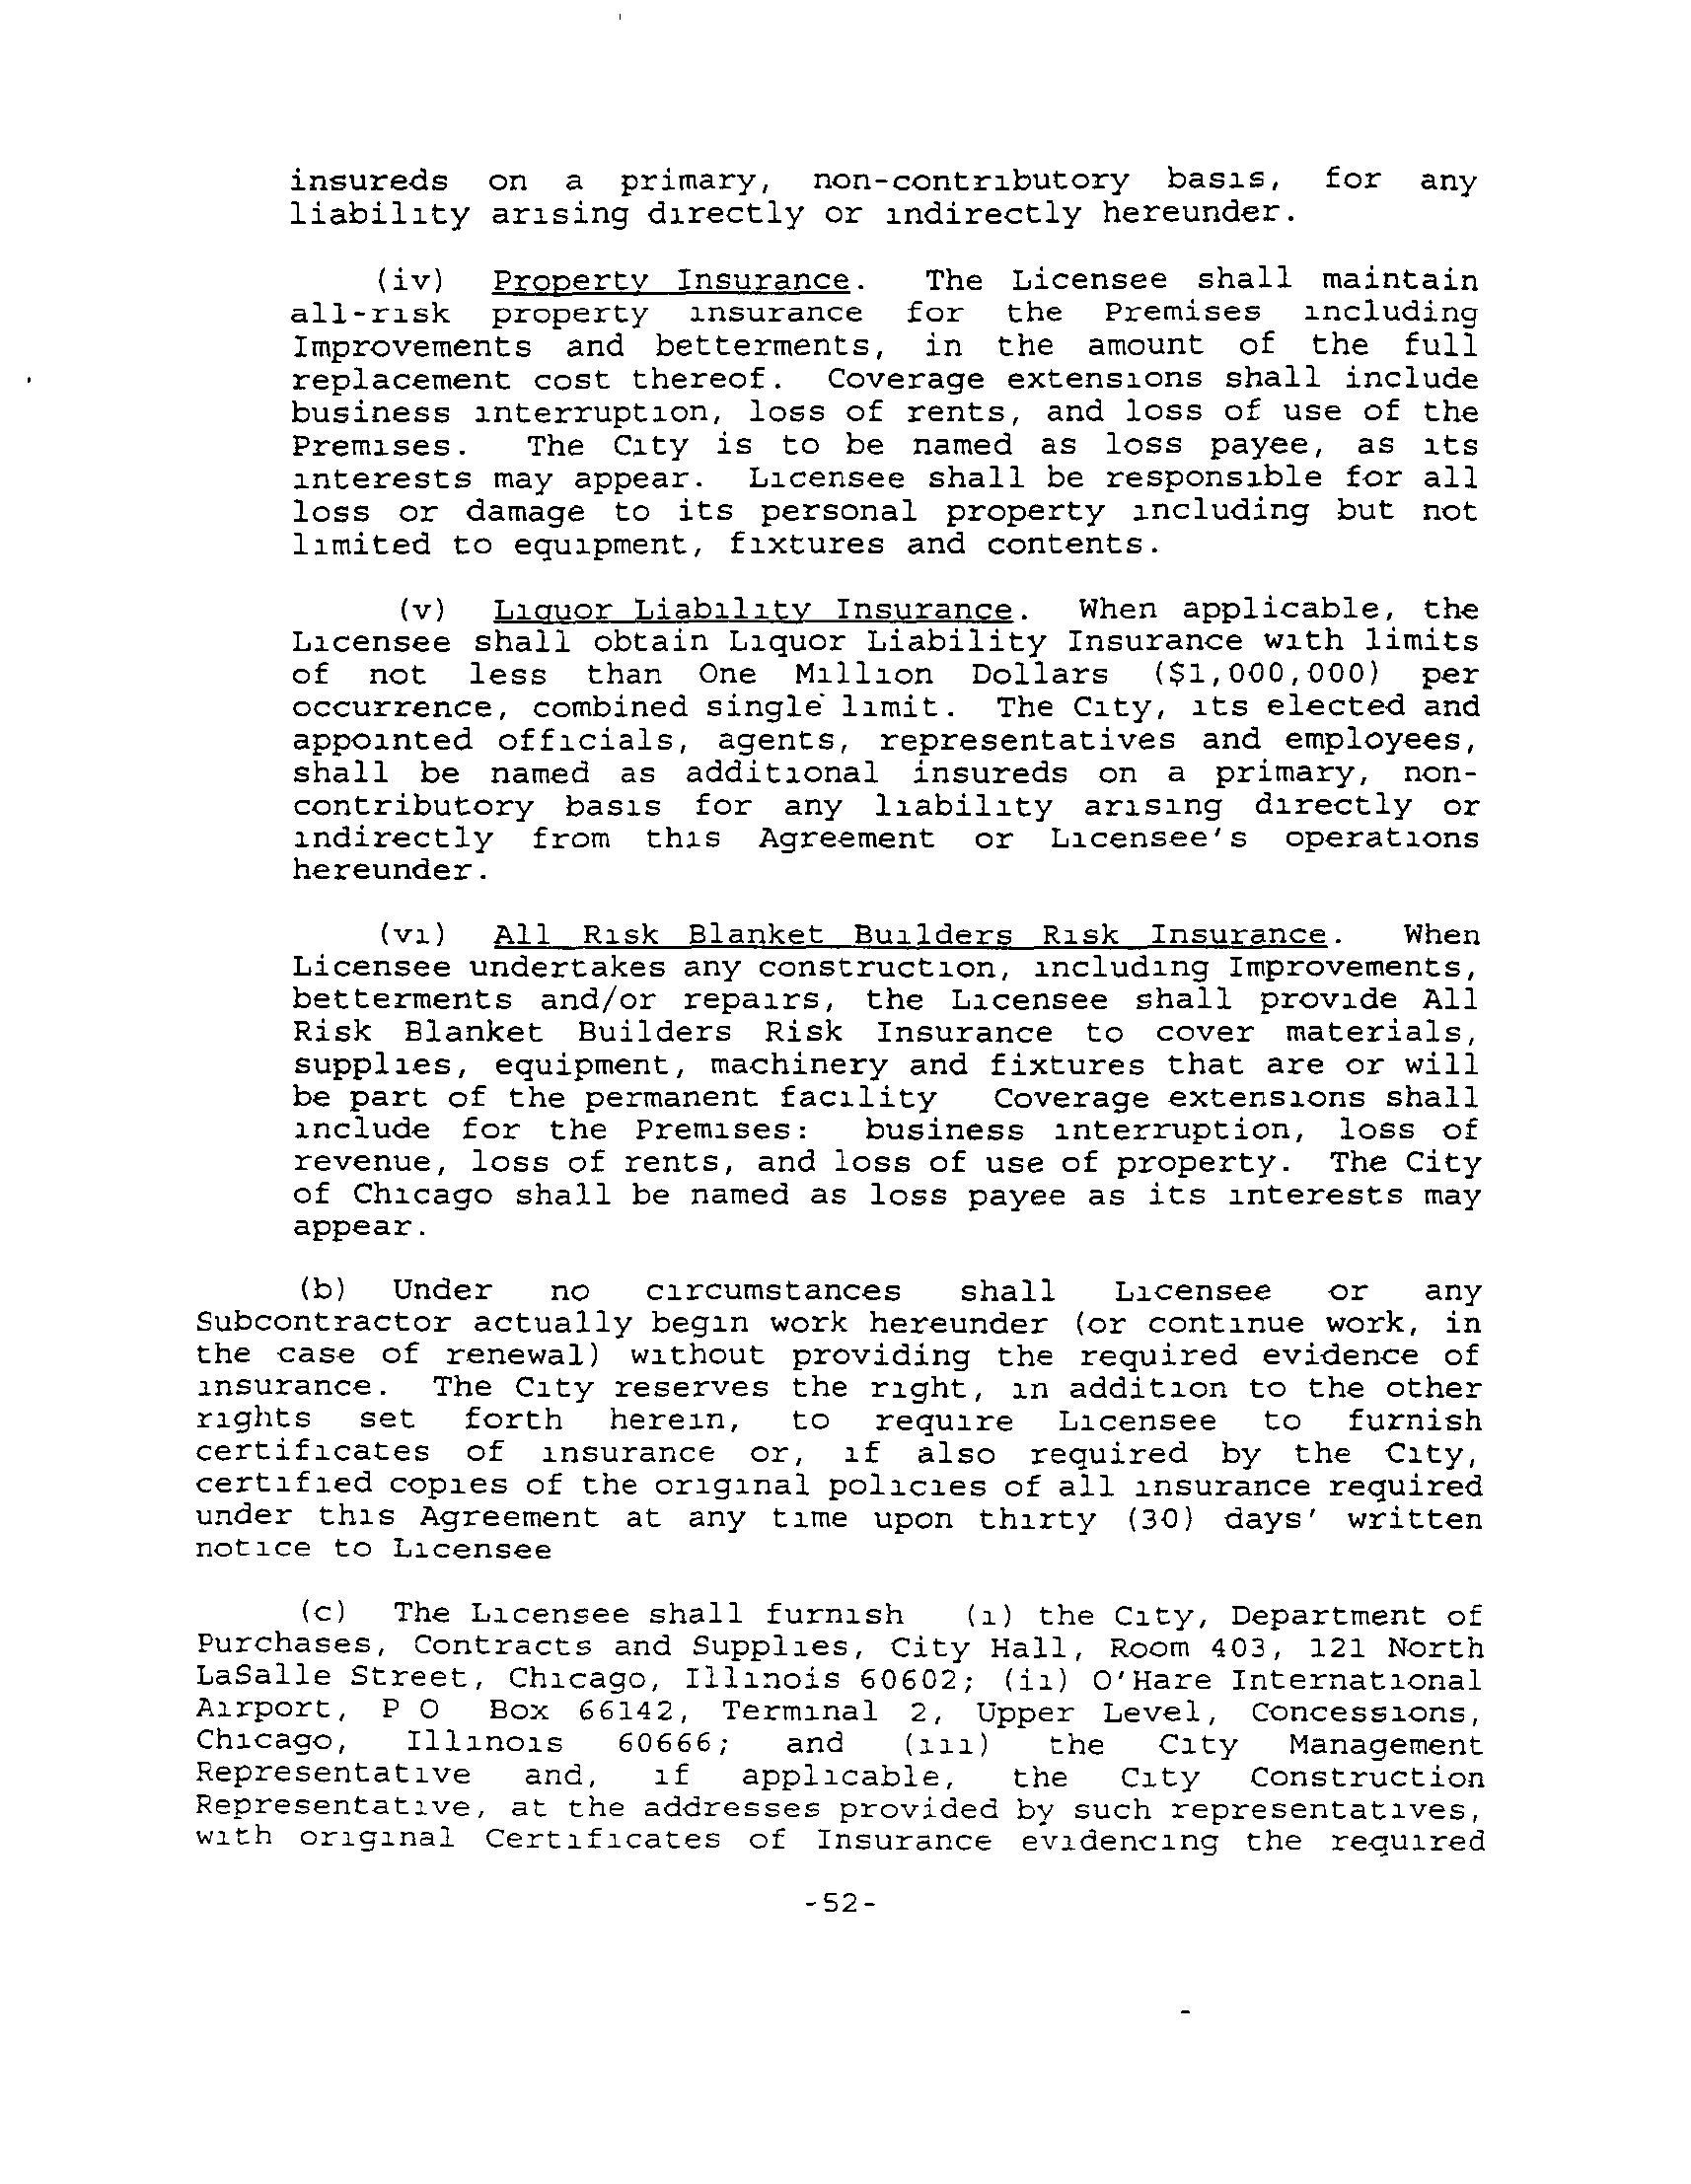 insureds on a primary, non-contributory basis, for any
liability arising directly or indirectly hereunder.
(iv) Property Insurance. The Licensee shall maintain
all-risk property insurance for the Premises including
Improvements and betterments, in the amount of the full
replacement cost thereof. Coverage extensions shall include
business interruption, loss of rents, and loss of use of the
Premises. The City is to be named as loss payee, as its
interests may appear. Licensee shall be responsible for all
loss or damage to its personal property including but not
limited to equipment, fixtures and contents.
(v) Liquor Liability Insurance. When applicable, the
Licensee shall obtain Liquor Liability Insurance with limits
of not less than One Million Dollars ($1,000,000) per
occurrence, combined single limit. The City, its elected and
appointed officials, agents, representatives and employees,
shall be named as additional insureds on a primary, non-
contributory basis for any liability arising directly or
indirectly from this Agreement or Licensee's operations
hereunder.
(vi) All Risk Blanket Builders Risk Insurance. When
Licensee undertakes any construction, including Improvements,
betterments and/or repairs, the Licensee shall provide All
Risk Blanket Builders Risk Insurance to cover materials,
supplies, equipment, machinery and fixtures that are or will
be part of the permanent facility Coverage extensions shall
include for the Premises: business interruption, loss of
revenue, loss of rents, and loss of use of property. The City
of Chicago shall be named as loss payee as its interests may
appear.
(b) Under no circumstances shall Licensee or any
Subcontractor actually begin work hereunder (or continue work, in
the case of renewal) without providing the required evidence of
insurance. The City reserves the right, in addition to the other
rights set forth herein, to require Licensee to furnish
certificates of insurance or, if also required by the City,
certified copies of the original policies of all insurance required
under this Agreement at any time upon thirty (30) days' written
notice to Licensee
(c) The Licensee shall furnish (i) the City, Department of
Purchases, Contracts and Supplies, City Hall, Room 403, 121 North
LaSalle Street, Chicago, Illinois 60602; (ii) O'Hare International
Airport, P O Box 66142, Terminal 2, Upper Level, Concessions,
Chicago, Illinois 60666; and (iii) the City Management
Representative and, if applicable, the City Construction
Representative, at the addresses provided by such representatives,
with original Certificates of Insurance evidencing the required
-52-